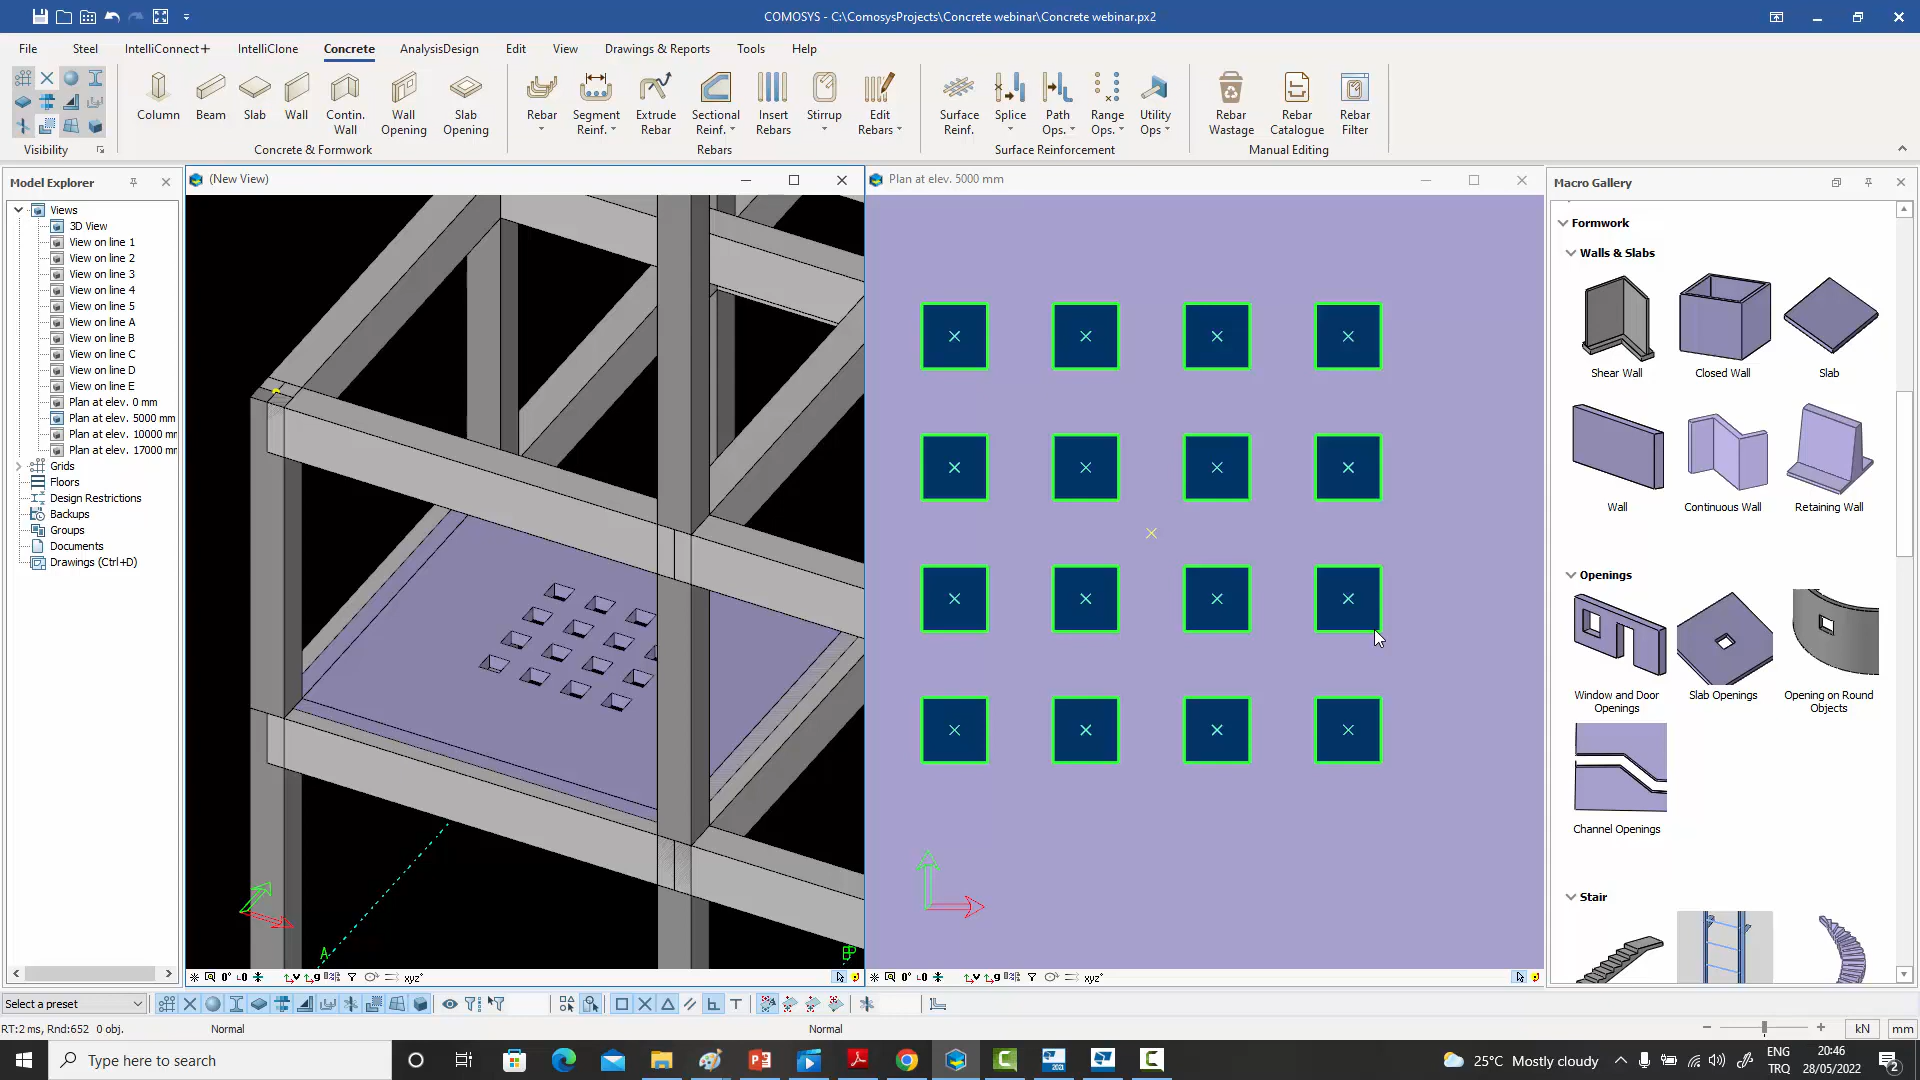 COMOSYS - C:\ComosysProjects\Concrete webinar\Concrete webinar.px2
File Steel IntelliConnect+ IntelliClone Concrete AnalysisDesign Edit View Drawings & Reports Tools Help
Column
Beam
Slab
Wall
Contin. Wall
Wall Opening
Slab Opening
Rebar
Segment Reinf.
Extrude Rebar
Sectional Reinf.
Insert Rebars
Stirrup
Edit Rebars
Surface Reinf.
Splice
Path Ops.
Range Ops.
Utility Ops
Rebar Wastage
Rebar Catalogue
Rebar Filter
Visibility
Concrete & Formwork
Rebars
Surface Reinforcement
Manual Editing
Model Explorer
Views
3D View
View on line 1
View on line 2
View on line 3
View on line 4
View on line 5
View on line A
View on line B
View on line C
View on line D
View on line E
Plan at elev. 0 mm
Plan at elev. 5000 mm
Plan at elev. 10000 mm
Plan at elev. 17000 mm
Grids
Floors
Design Restrictions
Backups
Groups
Documents
Drawings (Ctrl+D)
(New View)
A
Plan at elev. 5000 mm
Macro Gallery
Formwork
Walls & Slabs
Shear Wall
Closed Wall
Slab
Wall
Continuous Wall
Retaining Wall
Openings
Window and Door Openings
Slab Openings
Opening on Round Objects
Channel Openings
Stair
xyz
xyz
Select a preset
RT:2 ms, Rnd:652 0 obj.
Normal
Normal
kN
mm
Type here to search
25°C Mostly cloudy
ENG
TRQ
20:46
28/05/2022
2